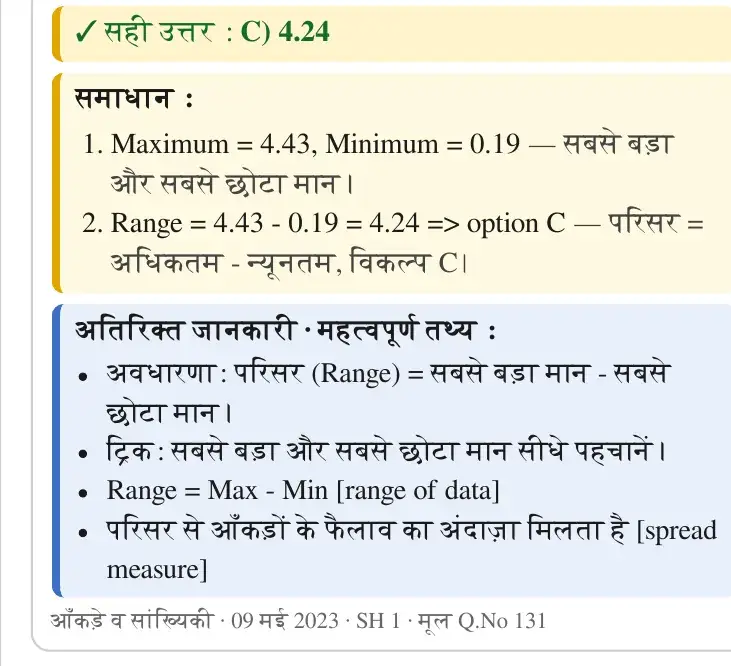 ✓ सही उत्तर : C) 4.24
समाधान :
1. Maximum = 4.43, Minimum = 0.19 — सबसे बड़ा
और सबसे छोटा मान।
2. Range = 4.43 - 0.19 = 4.24 => option C — परिसर =
अधिकतम - न्यूनतम, विकल्प C।
अतिरिक्त जानकारी · महत्वपूर्ण तथ्य :
• अवधारणा : परिसर (Range) = सबसे बड़ा मान - सबसे
छोटा मान।
• ट्रिक : सबसे बड़ा और सबसे छोटा मान सीधे पहचानें।
• Range = Max - Min [range of data]
• परिसर से आँकड़ों के फैलाव का अंदाज़ा मिलता है [spread
measure]
आँकड़े व सांख्यिकी · 09 मई 2023 · SH 1 · मूल Q.No 131